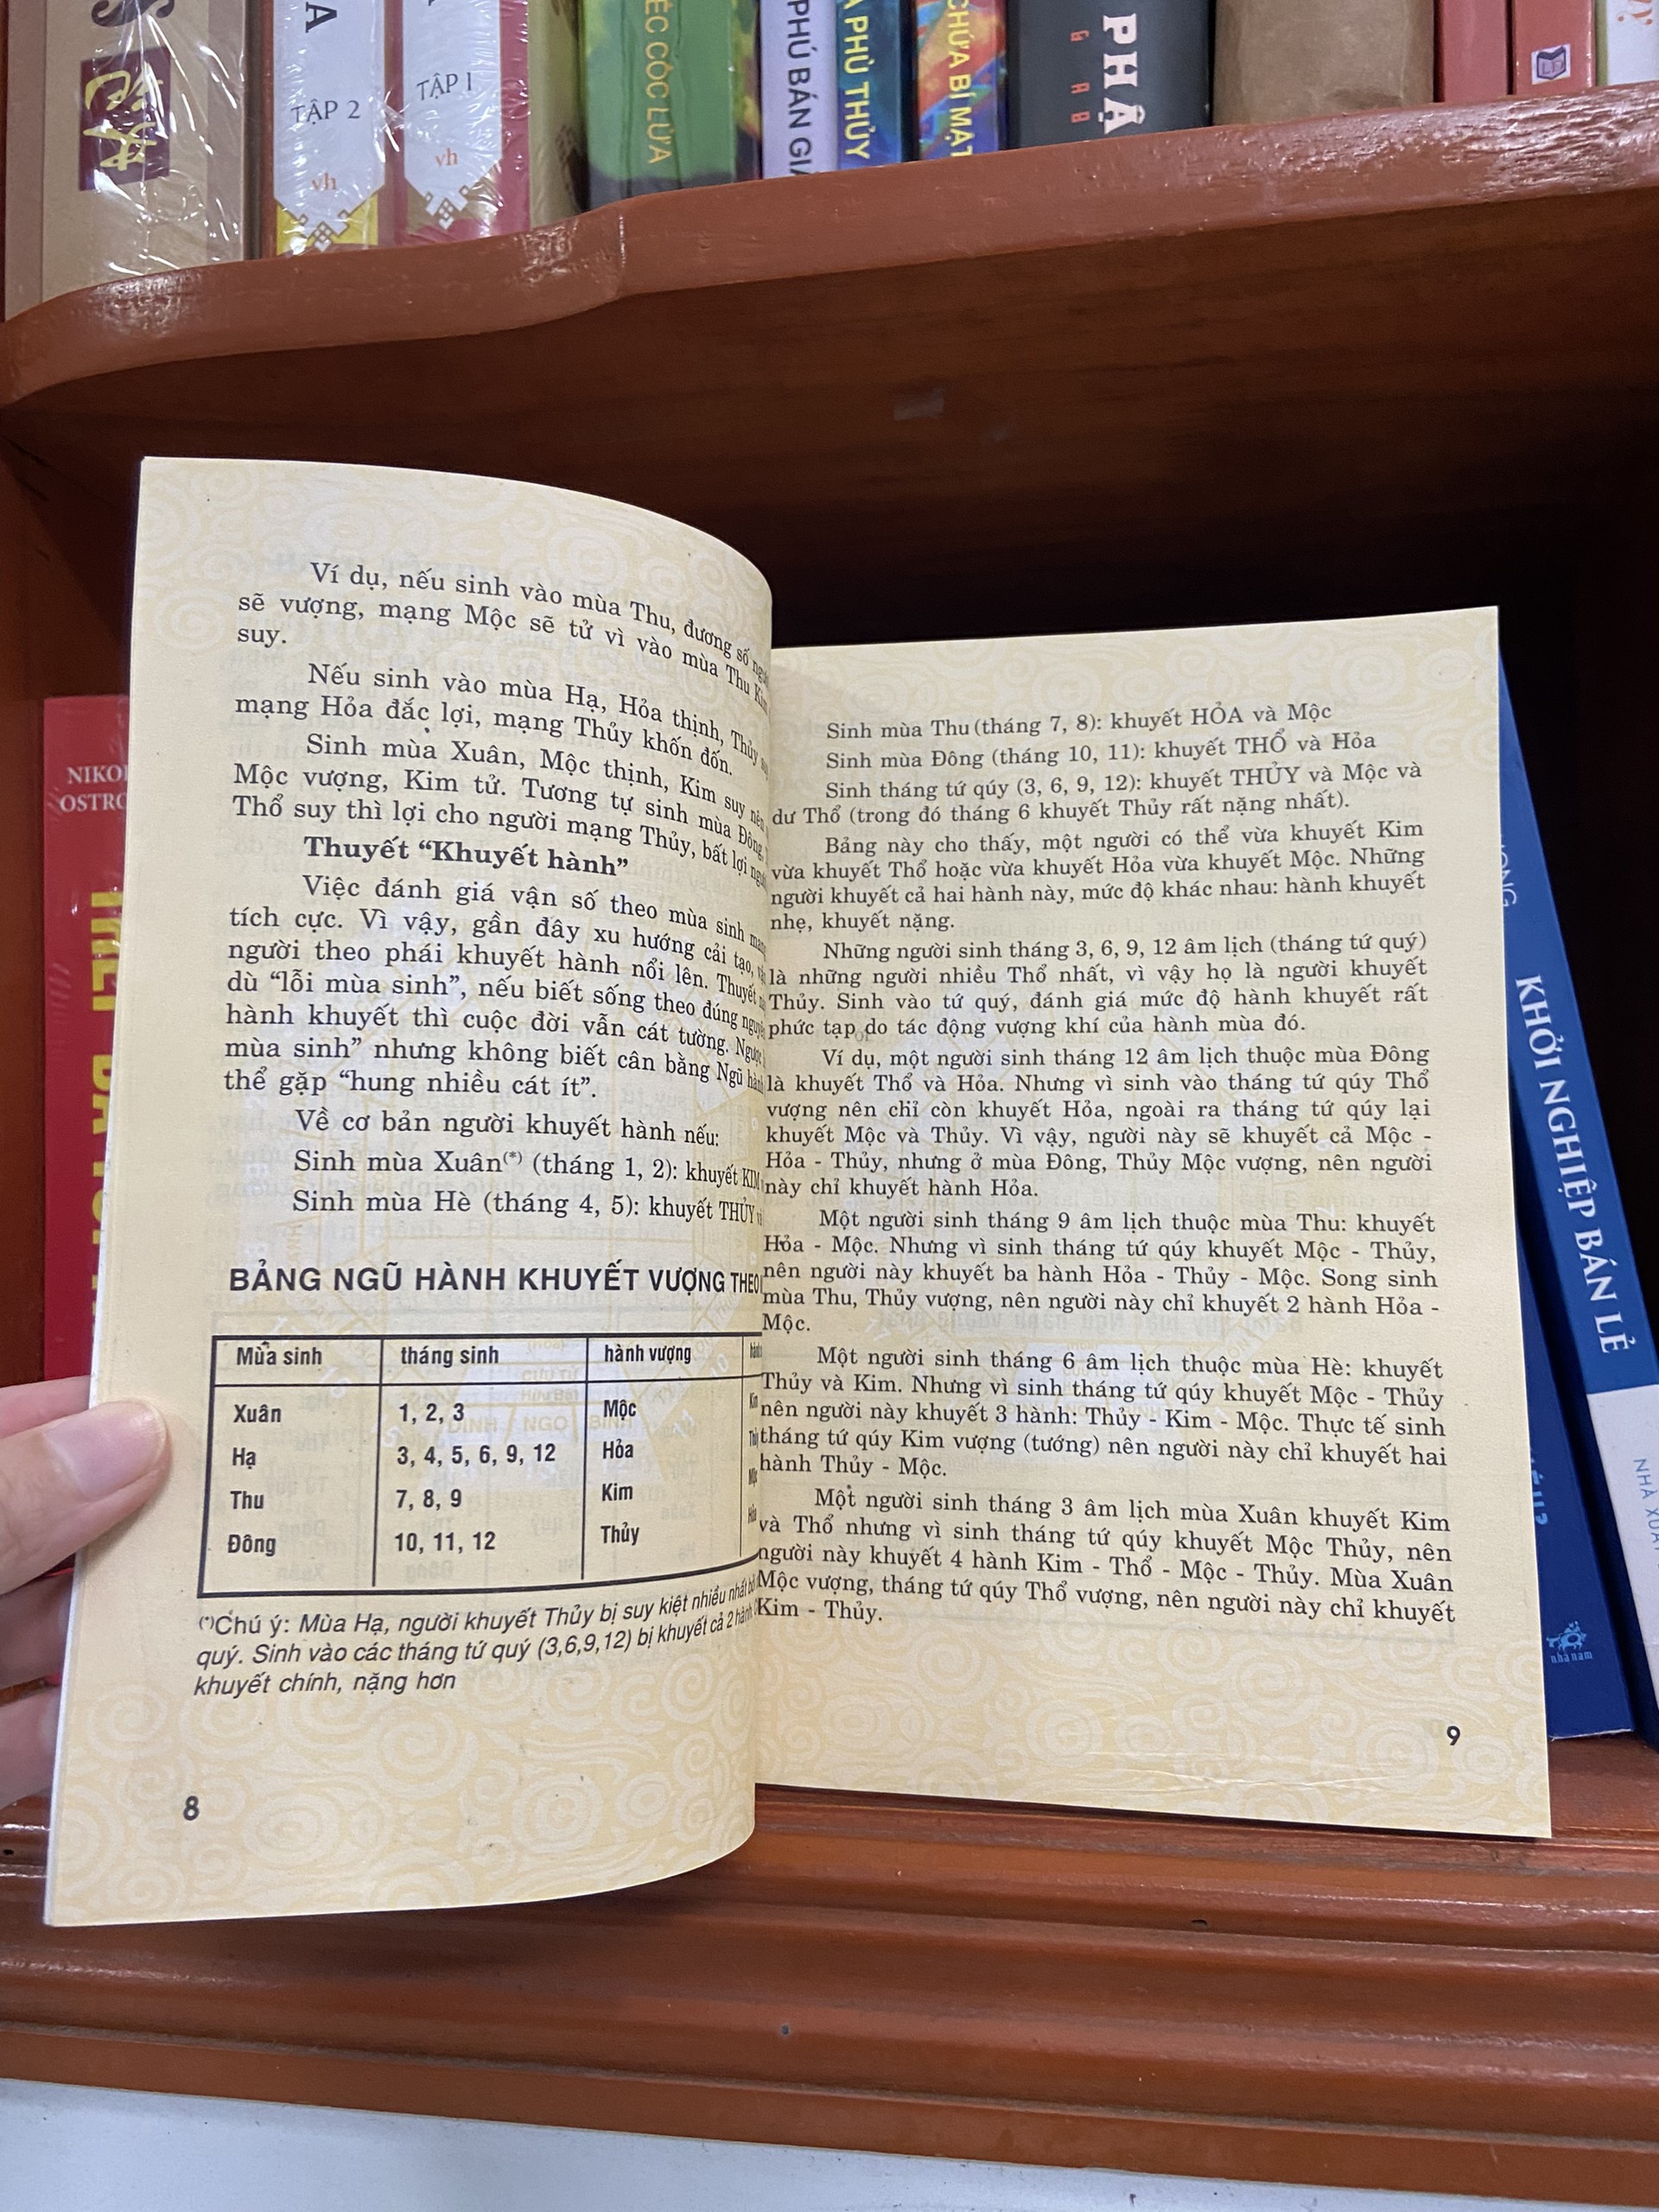 TẬP 2
vh
TẬP 1
vh
ỐC CÓC LỬA
PHÚ BÁN GIÁ
PHÙ THỦY
CHỨA BÍ MẬT
PHẬ
GAB
NIKO
OSTRO
Ví dụ, nếu sinh vào mùa Thu, đương số
sẽ vượng, mạng Mộc sẽ tử vì vào mùa Thu Kim
suy.
Nếu sinh vào mùa Hạ, Hỏa thịnh, Thủy
mạng Hỏa đắc lợi, mạng Thủy khốn đốn.
Sinh mùa Xuân, Mộc thịnh, Kim suy nên
Mộc vượng, Kim tử. Tương tự sinh mùa Đông,
Thổ suy thì lợi cho người mạng Thủy, bất lợi
Thuyết “Khuyết hành”
Việc đánh giá vận số theo mùa sinh mang
tích cực. Vì vậy, gần đây xu hướng cải tạo,
người theo phái khuyết hành nổi lên. Thuyết
dù “lỗi mùa sinh”, nếu biết sống theo đúng
hành khuyết thì cuộc đời vẫn cát tường. Ngược
mùa sinh” nhưng không biết cân bằng Ngũ hành
thể gặp “hung nhiều cát ít”.
Về cơ bản người khuyết hành nếu:
Sinh mùa Xuân(*) (tháng 1, 2): khuyết KIM
Sinh mùa Hè (tháng 4, 5): khuyết THỦY
BẢNG NGŨ HÀNH KHUYẾT VƯỢNG THEO
Mùa sinh tháng sinh hành vượng
Xuân 1, 2, 3 Mộc
Hạ 3, 4, 5, 6, 9, 12 Hỏa
Thu 7, 8, 9 Kim
Đông 10, 11, 12 Thủy
(*)Chú ý: Mùa Hạ, người khuyết Thủy bị suy kiệt nhiều nhất
quý. Sinh vào các tháng tứ quý (3,6,9,12) bị khuyết cả 2 hành
khuyết chính, nặng hơn
8
Sinh mùa Thu (tháng 7, 8): khuyết HỎA và Mộc
Sinh mùa Đông (tháng 10, 11): khuyết THỔ và Hỏa
Sinh tháng tứ qúy (3, 6, 9, 12): khuyết THỦY và Mộc và
dư Thổ (trong đó tháng 6 khuyết Thủy rất nặng nhất).
Bảng này cho thấy, một người có thể vừa khuyết Kim
vừa khuyết Thổ hoặc vừa khuyết Hỏa vừa khuyết Mộc. Những
người khuyết cả hai hành này, mức độ khác nhau: hành khuyết
nhẹ, khuyết nặng.
Những người sinh tháng 3, 6, 9, 12 âm lịch (tháng tứ quý)
là những người nhiều Thổ nhất, vì vậy họ là người khuyết
Thủy. Sinh vào tứ quý, đánh giá mức độ hành khuyết rất
phức tạp do tác động vượng khí của hành mùa đó.
Ví dụ, một người sinh tháng 12 âm lịch thuộc mùa Đông
là khuyết Thổ và Hỏa. Nhưng vì sinh vào tháng tứ qúy Thổ
vượng nên chỉ còn khuyết Hỏa, ngoài ra tháng tứ qúy lại
khuyết Mộc và Thủy. Vì vậy, người này sẽ khuyết cả Mộc -
Hỏa - Thủy, nhưng ở mùa Đông, Thủy Mộc vượng, nên người
này chỉ khuyết hành Hỏa.
Một người sinh tháng 9 âm lịch thuộc mùa Thu: khuyết
Hỏa - Mộc. Nhưng vì sinh tháng tứ qúy khuyết Mộc - Thủy,
nên người này khuyết ba hành Hỏa - Thủy - Mộc. Song sinh
mùa Thu, Thủy vượng, nên người này chỉ khuyết 2 hành Hỏa -
Mộc.
Một người sinh tháng 6 âm lịch thuộc mùa Hè: khuyết
Thủy và Kim. Nhưng vì sinh tháng tứ qúy khuyết Mộc - Thủy
nên người này khuyết 3 hành: Thủy - Kim - Mộc. Thực tế sinh
tháng tứ qúy Kim vượng (tướng) nên người này chỉ khuyết hai
hành Thủy - Mộc.
Một người sinh tháng 3 âm lịch mùa Xuân khuyết Kim
và Thổ nhưng vì sinh tháng tứ qúy khuyết Mộc Thủy, nên
người này khuyết 4 hành Kim - Thổ - Mộc - Thủy. Mùa Xuân
Mộc vượng, tháng tứ qúy Thổ vượng, nên người này chỉ khuyết
Kim - Thủy.
9
KHỞI NGHIỆP BÁN LẺ
NHÀ XUẤT
nhã nam